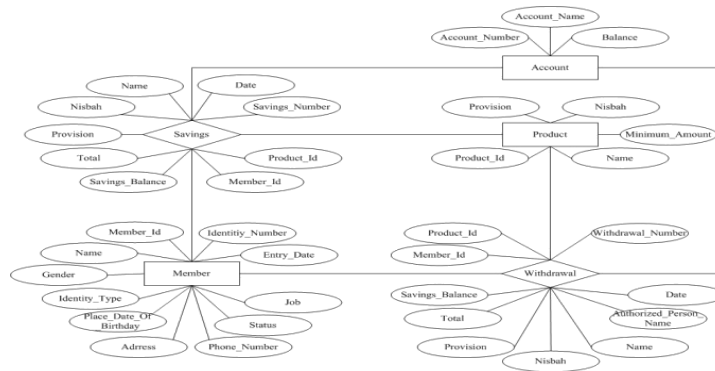 Account_Name
Account_Number
Balance
Account
Name
Date
Nisbah
Savings_Number
Provision
Savings
Total
Product_Id
Savings_Balance
Member_Id
Provision
Nisbah
Product
Minimum_Amount
Product_Id
Name
Member_Id
Identitiy_Number
Name
Entry_Date
Gender
Member
Identity_Type
Job
Place_Date_Of
Birthday
Status
Adrress
Phone_Number
Product_Id
Withdrawal_Number
Member_Id
Withdrawal
Savings_Balance
Date
Total
Authorized_Person_
Name
Provision
Name
Nisbah